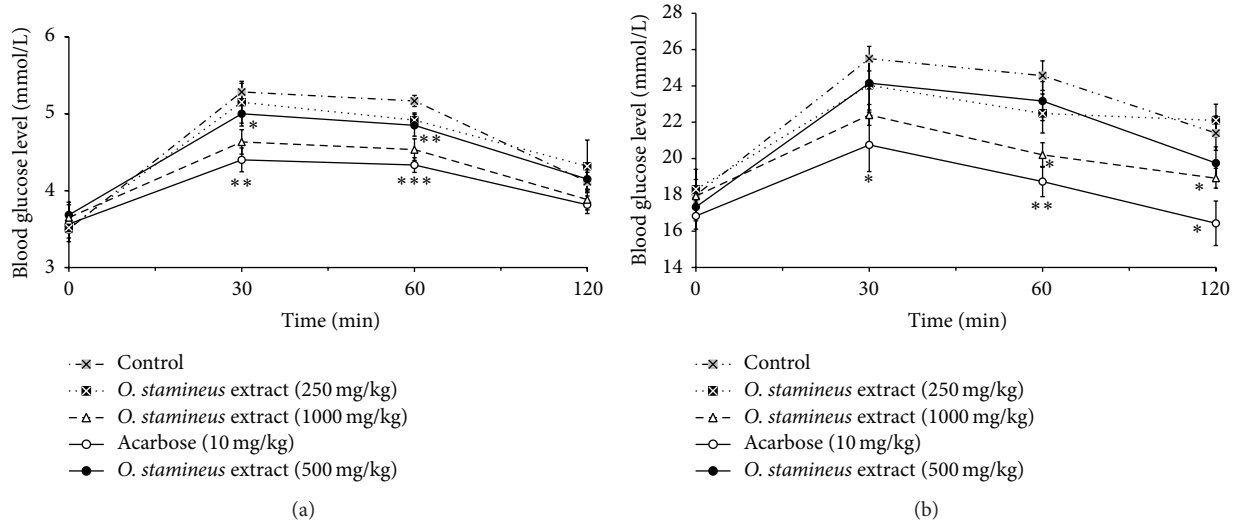 Blood glucose level (mmol/L)
6
5
4
3
*
**
**
***
0
30
60
120
Time (min)
Control
O. stamineus extract (250 mg/kg)
O. stamineus extract (1000 mg/kg)
Acarbose (10 mg/kg)
O. stamineus extract (500 mg/kg)
(a)
Blood glucose level (mmol/L)
28
26
24
22
20
18
16
14
*
*
**
*
*
0
30
60
120
Time (min)
Control
O. stamineus extract (250 mg/kg)
O. stamineus extract (1000 mg/kg)
Acarbose (10 mg/kg)
O. stamineus extract (500 mg/kg)
(b)